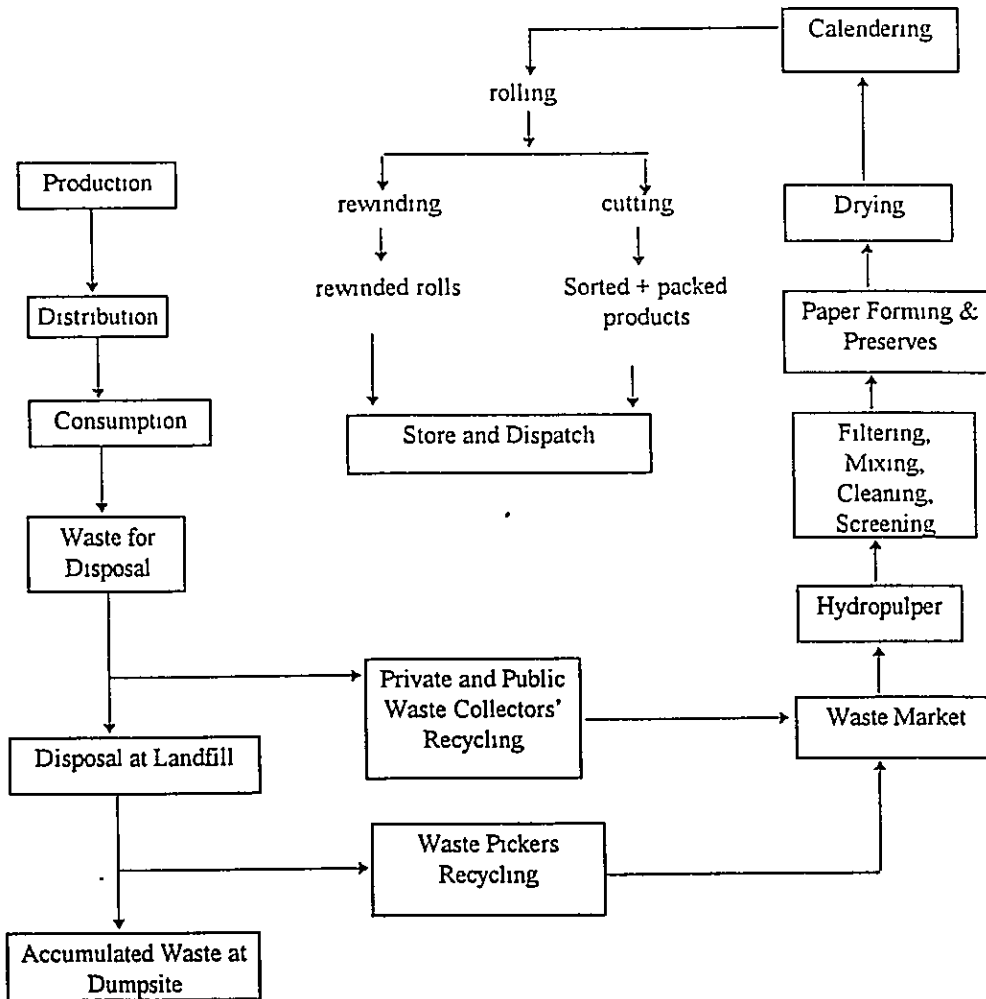 Calendering
rolling
Production
rewinding
cutting
Drying
Distribution
rewinded rolls
Sorted + packed
products
Paper Forming &
Preserves
Consumption
Store and Dispatch
Filtering,
Mixing,
Cleaning,
Screening
Waste for
Disposal
Hydropulper
Private and Public
Waste Collectors'
Recycling
Waste Market
Disposal at Landfill
Waste Pickers
Recycling
Accumulated Waste at
Dumpsite